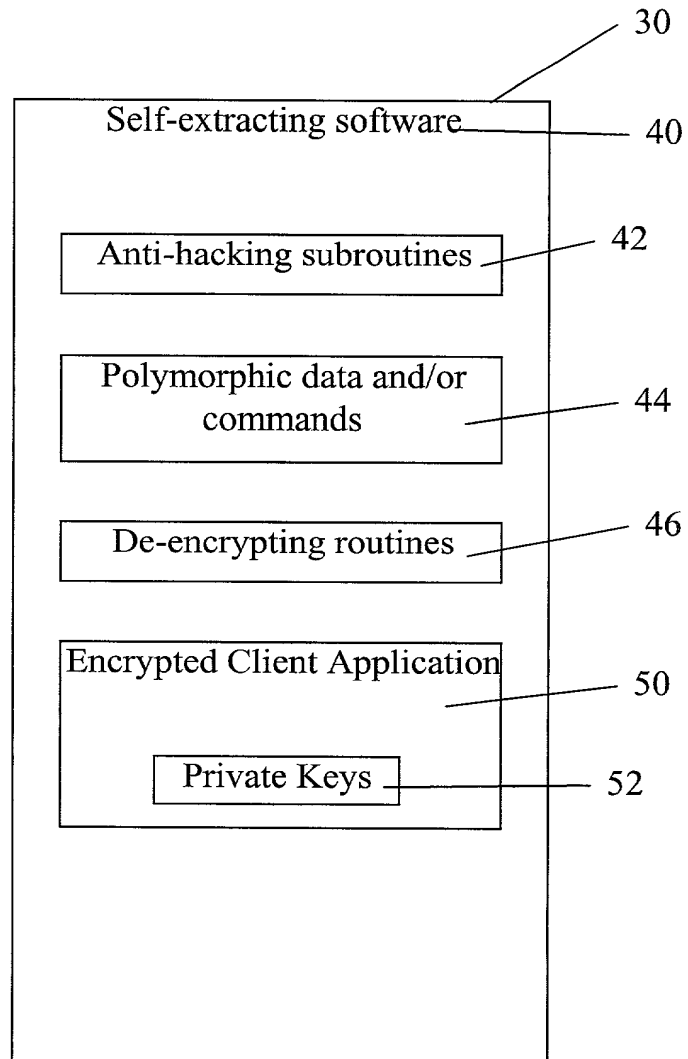 30
Self-extracting software
40
Anti-hacking subroutines
42
Polymorphic data and/or
commands
44
De-encrypting routines
46
Encrypted Client Application
50
Private Keys
52